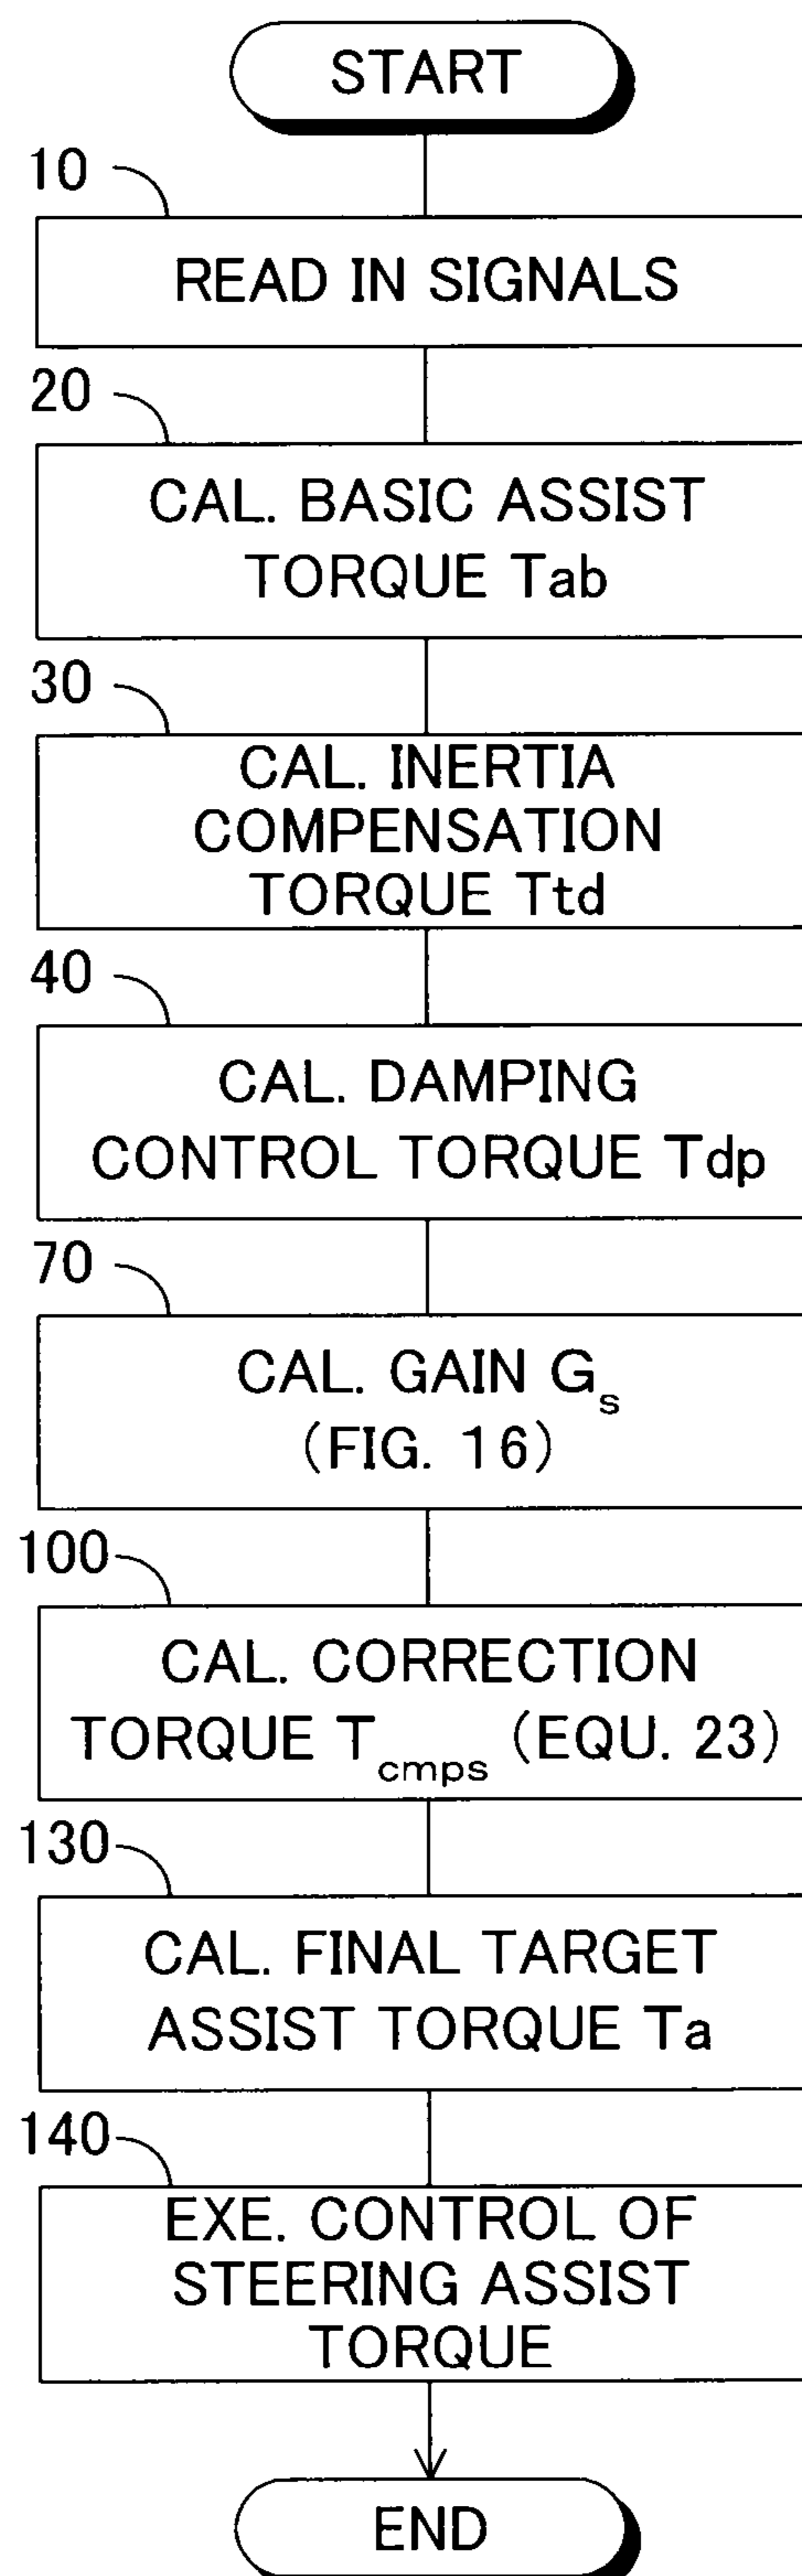 START
10
READ IN SIGNALS
20
CAL. BASIC ASSIST
TORQUE Tab
30
CAL. INERTIA
COMPENSATION
TORQUE Ttd
40
CAL. DAMPING
CONTROL TORQUE Tdp
70
CAL. GAIN Gs
(FIG. 16)
100
CAL. CORRECTION
TORQUE Tcmps (EQU. 23)
130
CAL. FINAL TARGET
ASSIST TORQUE Ta
140
EXE. CONTROL OF
STEERING ASSIST
TORQUE
END